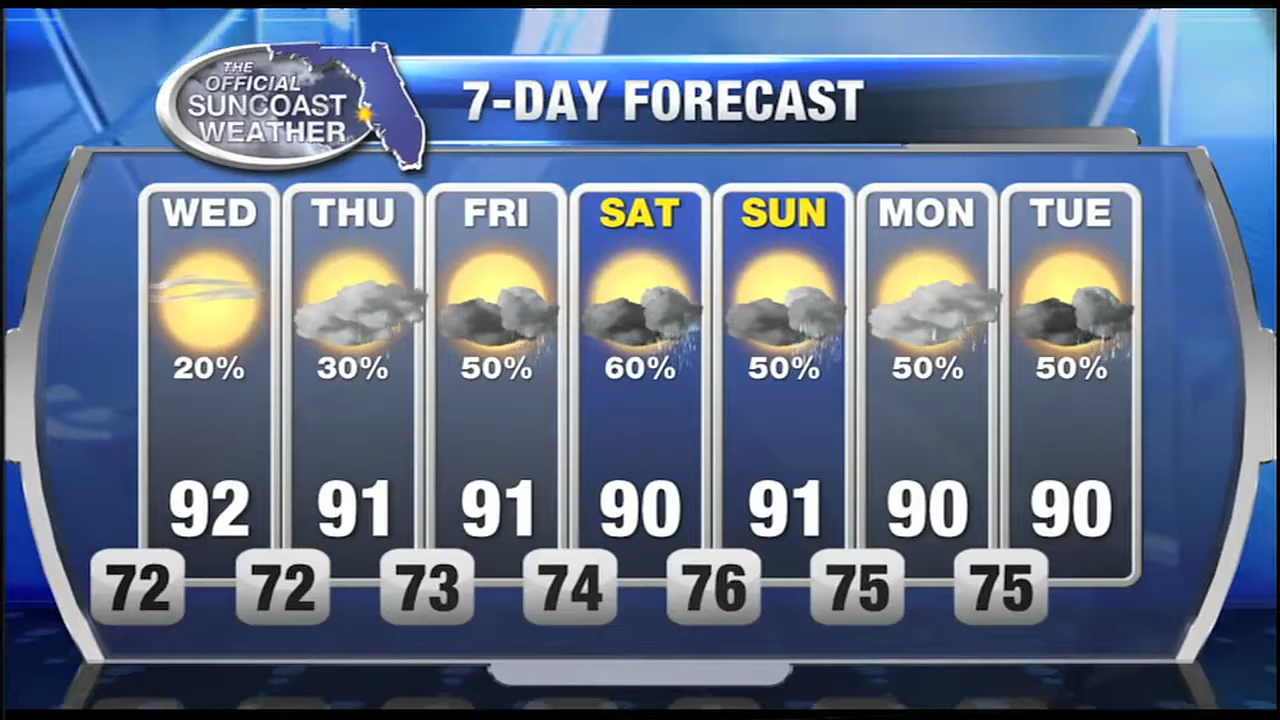 THE
OFFICIAL
SUNCOAST
WEATHER
7-DAY FORECAST
WED THU FRI SAT SUN MON TUE
20% 30% 50% 60% 50% 50% 50%
92 91 91 90 91 90 90
72 72 73 74 76 75 75